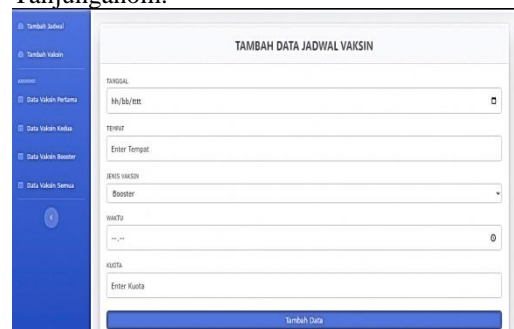 Tanjunganom.
Tambah Jadwal
Tambah Vaksin
Data Vaksin Pertama
Data Vaksin Kedua
Data Vaksin Booster
Data Vaksin Semua
TAMBAH DATA JADWAL VAKSIN
TANGGAL
hh/bb/tttt
TEMPAT
Enter Tempat
JENIS VAKSIN
Booster
WAKTU
--.--
KUOTA
Enter Kuota
Tambah Data